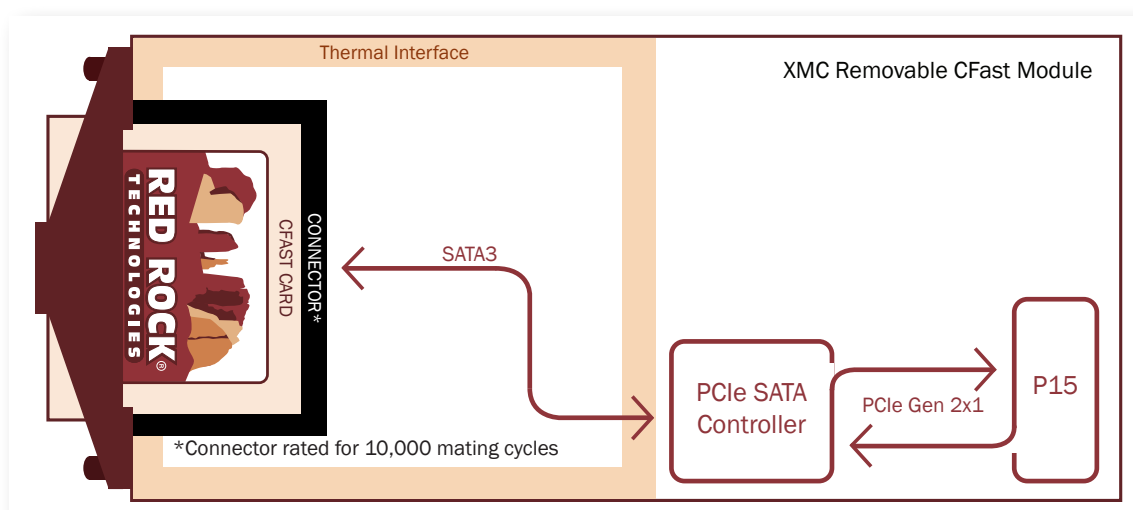 Thermal Interface
XMC Removable CFast Module
RED ROCK®
TECHNOLOGIES
CFAST CARD
CONNECTOR*
SATA3
PCIe SATA
Controller
PCIe Gen 2x1
P15
*Connector rated for 10,000 mating cycles